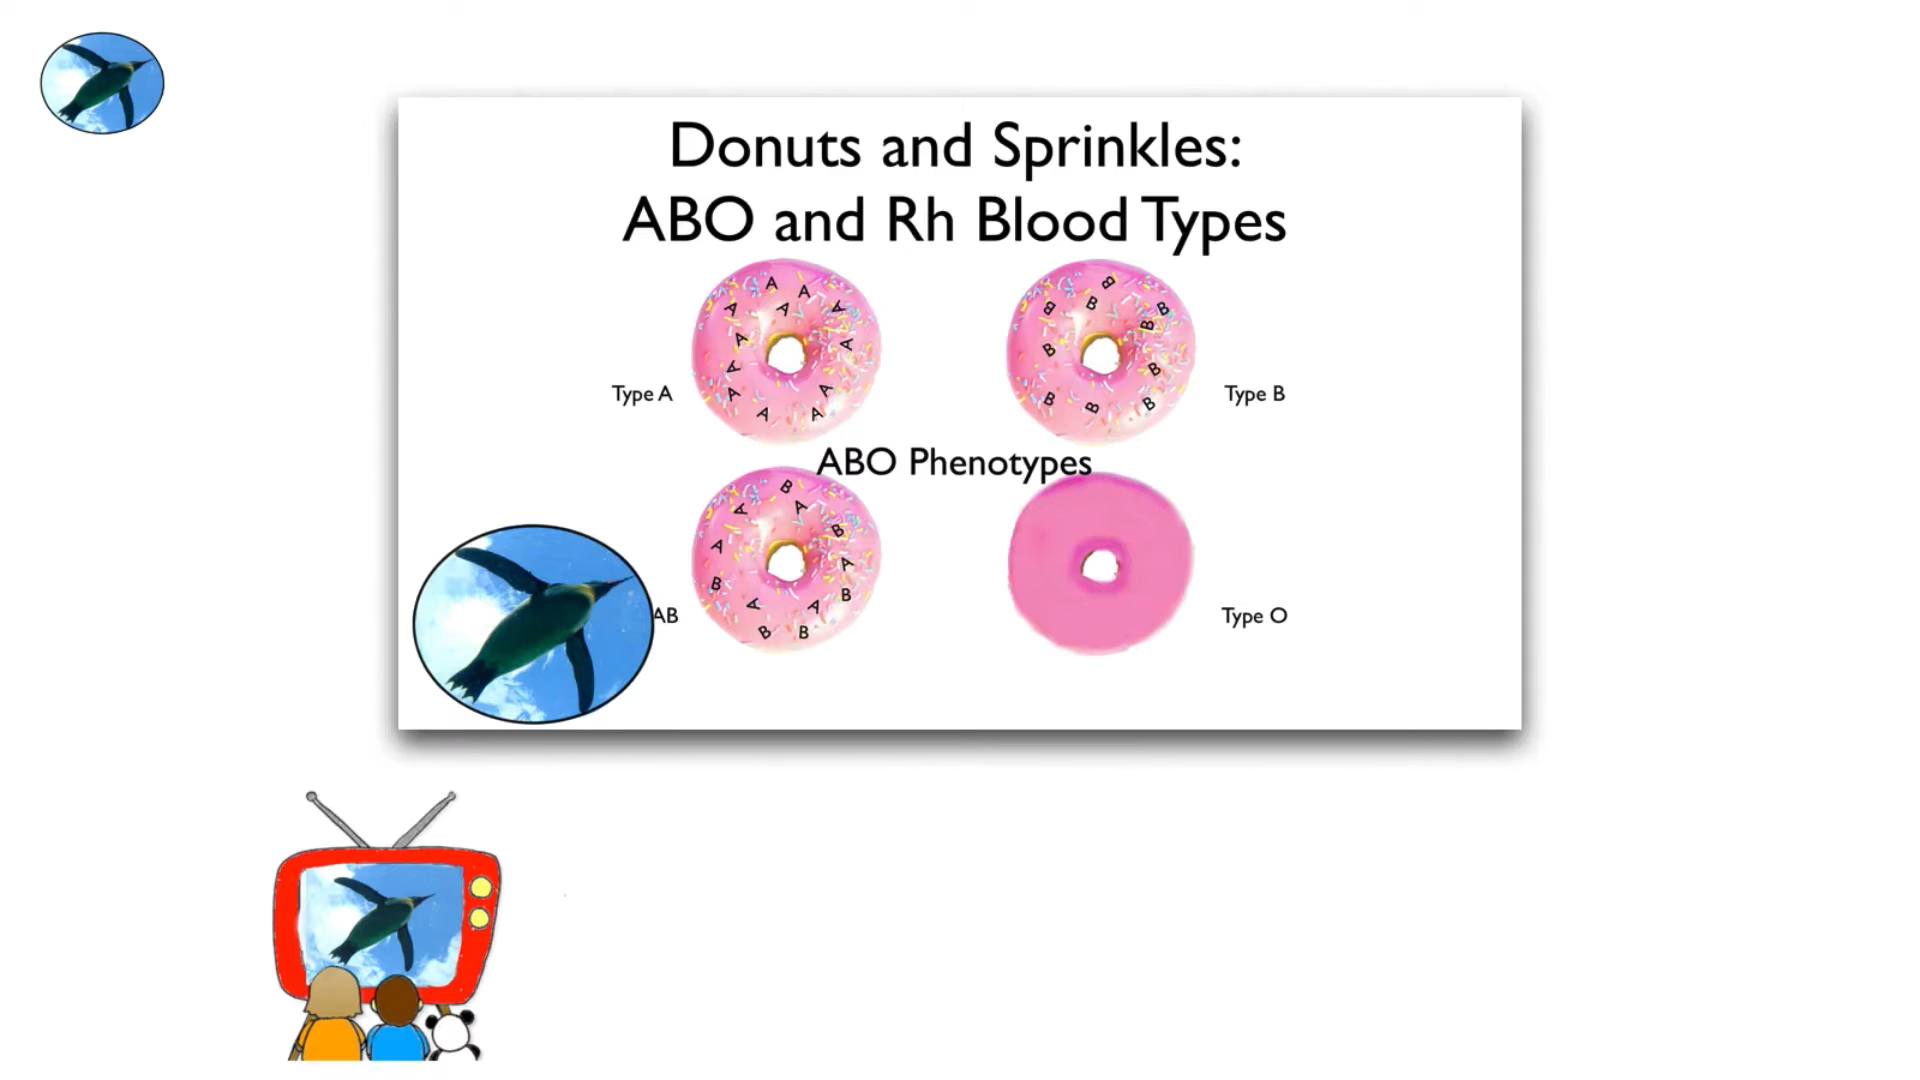 Donuts and Sprinkles:
ABO and Rh Blood Types
A A A A A A A A A A A A A
B B B B B B B B B B B
Type A
Type B
ABO Phenotypes
B A A B A A B B A A B B
AB
Type O